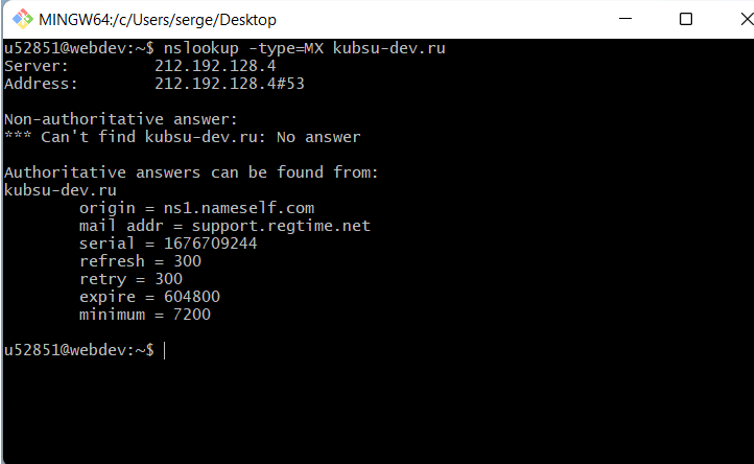 MINGW64:/c/Users/serge/Desktop
u52851@webdev:~$ nslookup -type=MX kubsu-dev.ru
Server:         212.192.128.4
Address:        212.192.128.4#53

Non-authoritative answer:
*** Can't find kubsu-dev.ru: No answer

Authoritative answers can be found from:
kubsu-dev.ru
        origin = ns1.nameself.com
        mail addr = support.regtime.net
        serial = 1676709244
        refresh = 300
        retry = 300
        expire = 604800
        minimum = 7200

u52851@webdev:~$